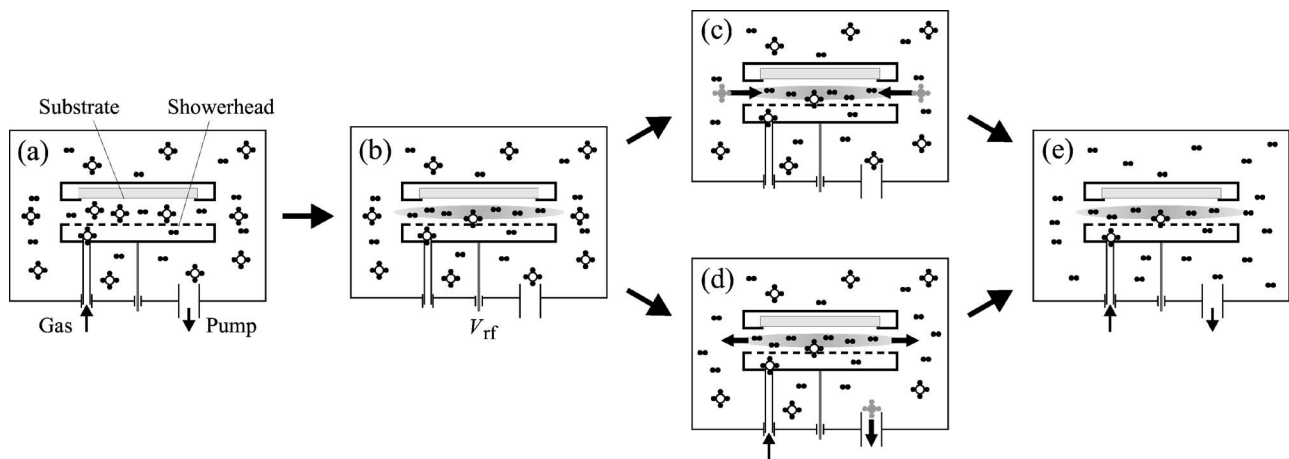 (a)
Substrate
Showerhead
Gas
Pump
(b)
Vrf
(c)
(d)
(e)